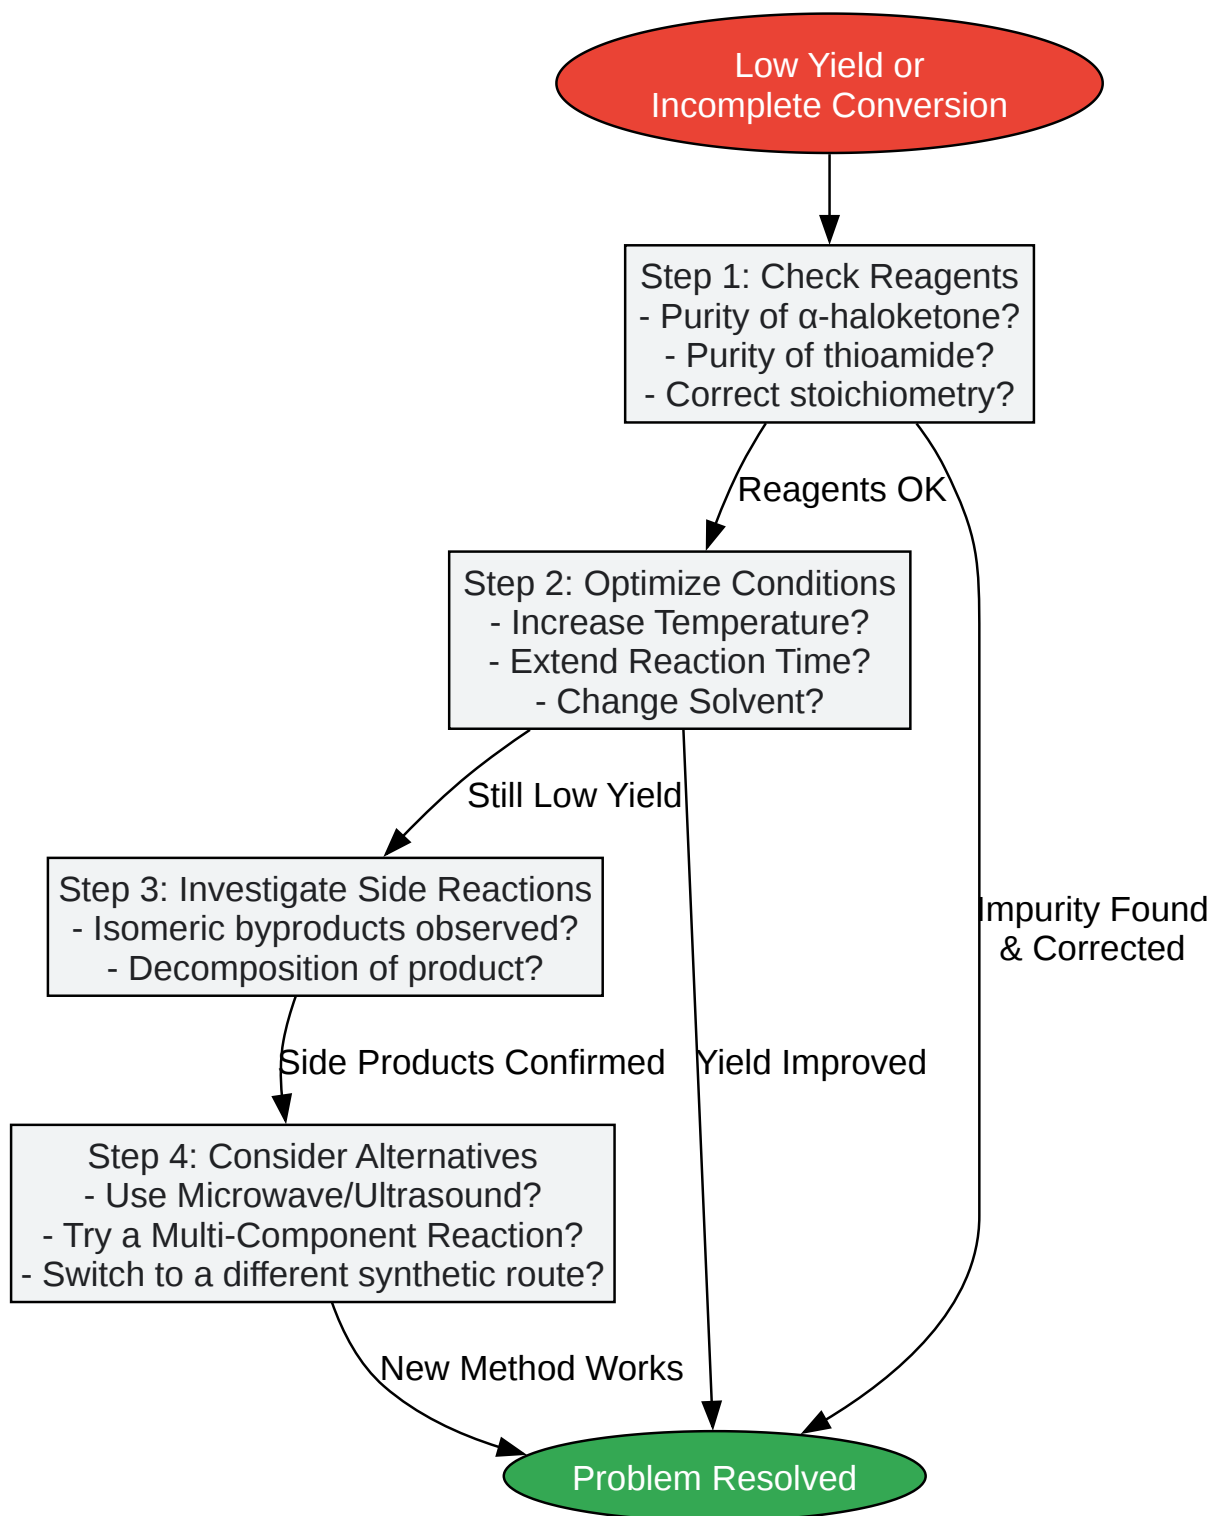 Low Yield or
Incomplete Conversion
Step 1: Check Reagents
- Purity of α-haloketone?
- Purity of thioamide?
- Correct stoichiometry?
Reagents OK
Step 2: Optimize Conditions
- Increase Temperature?
- Extend Reaction Time?
- Change Solvent?
Still Low Yield
Step 3: Investigate Side Reactions
- Isomeric byproducts observed?
- Decomposition of product?
Impurity Found
& Corrected
Side Products Confirmed
Yield Improved
Step 4: Consider Alternatives
- Use Microwave/Ultrasound?
- Try a Multi-Component Reaction?
- Switch to a different synthetic route?
New Method Works
Problem Resolved